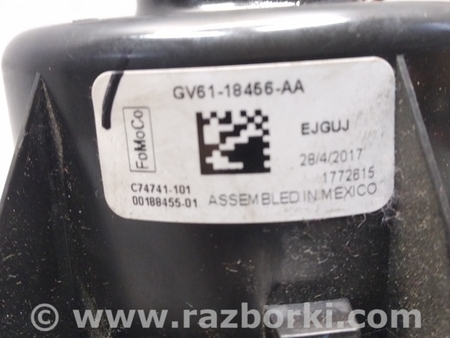 GV61-18456-AA
FoMoCo
EJGUJ
28/4/2017
1772615
C74741-101
00188455-01
ASSEMBLED IN MEXICO
www.razborki.com